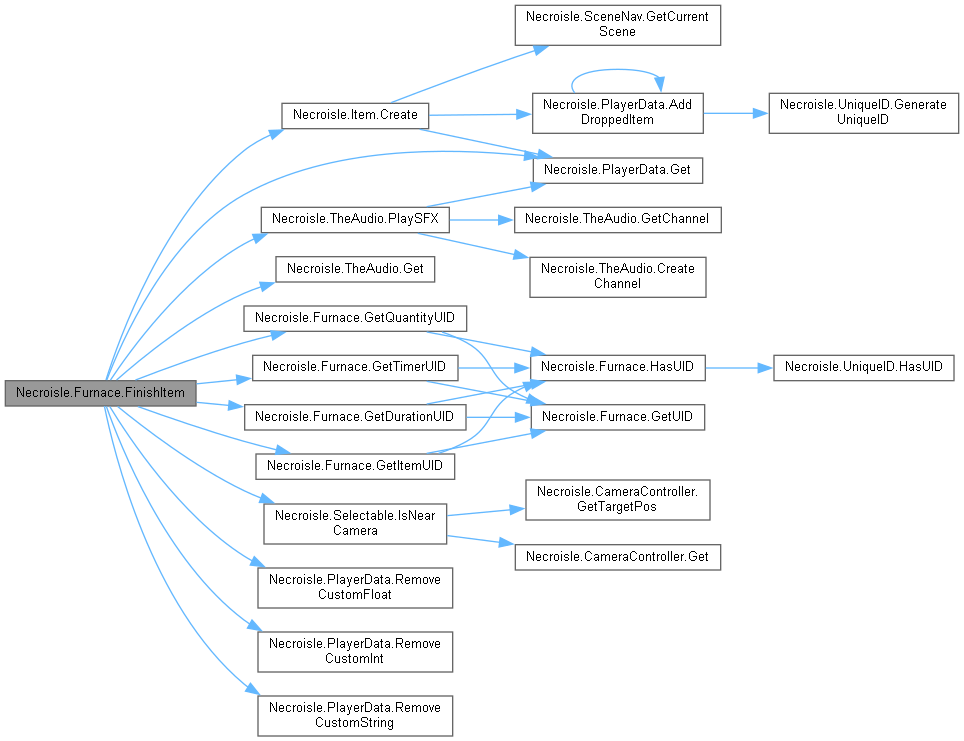 Necroisle.SceneNav.GetCurrent
Scene
Necroisle.Item.Create
Necroisle.PlayerData.Add
DroppedItem
Necroisle.UniqueID.Generate
UniqueID
Necroisle.PlayerData.Get
Necroisle.TheAudio.PlaySFX
Necroisle.TheAudio.GetChannel
Necroisle.TheAudio.Get
Necroisle.TheAudio.Create
Channel
Necroisle.Furnace.GetQuantityUID
Necroisle.Furnace.GetTimerUID
Necroisle.Furnace.HasUID
Necroisle.UniqueID.HasUID
Necroisle.Furnace.FinishItem
Necroisle.Furnace.GetDurationUID
Necroisle.Furnace.GetUID
Necroisle.Furnace.GetItemUID
Necroisle.CameraController.
GetTargetPos
Necroisle.Selectable.IsNear
Camera
Necroisle.CameraController.Get
Necroisle.PlayerData.Remove
CustomFloat
Necroisle.PlayerData.Remove
CustomInt
Necroisle.PlayerData.Remove
CustomString